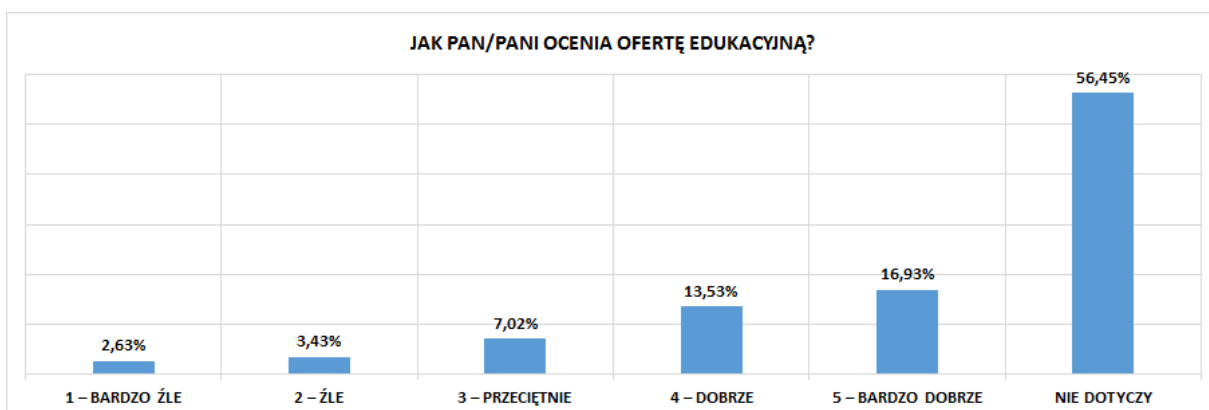 JAK PAN/PANI OCENIA OFERTĘ EDUKACYJNĄ?
56,45%
16,93%
13,53%
7,02%
3,43%
2,63%
1 – BARDZO ŹLE
2 – ŹLE
3 – PRZECIĘTNIE
4 – DOBRZE
5 – BARDZO DOBRZE
NIE DOTYCZY